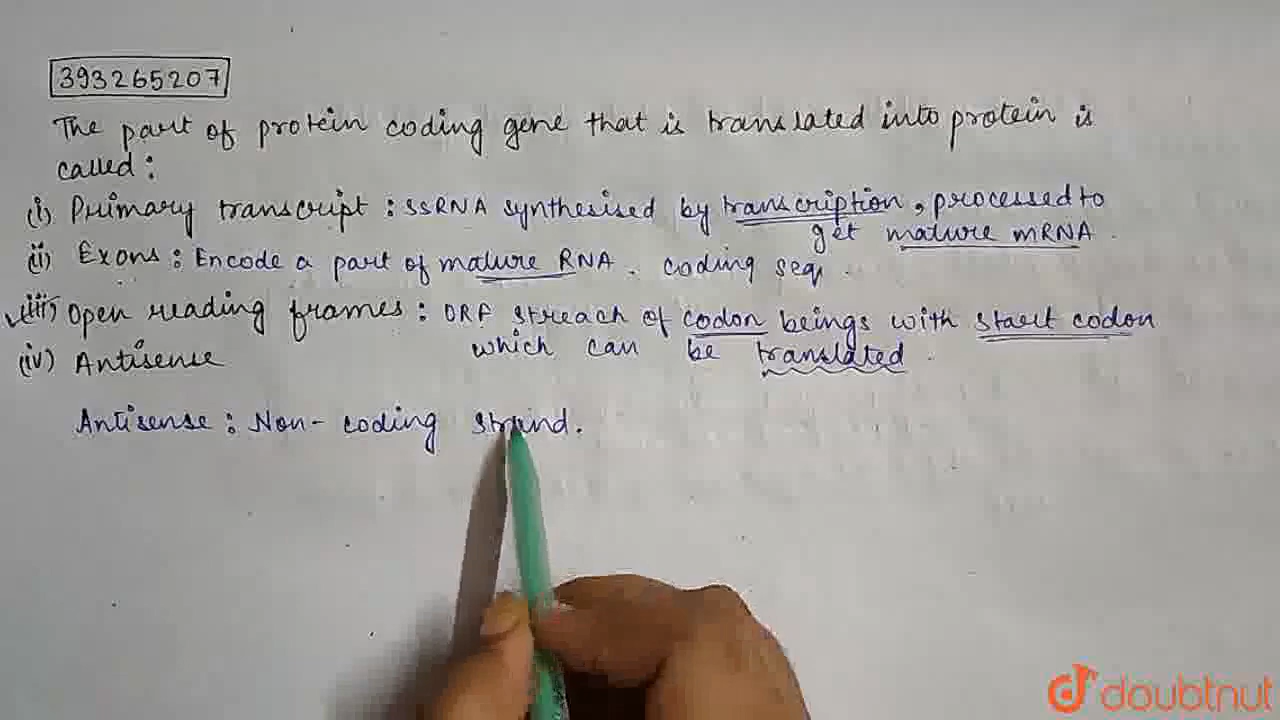 393265207
The part of protein coding gene that is translated into protein is
called :
(i) Primary transcript : ssRNA synthesised by transcription, processed to
get mature mRNA.
(ii) Exons : Encode a part of mature RNA. coding seq.
(iii) Open reading frames : ORF streach of codon beings with start codon
which can be translated.
(iv) Antisense
Antisense : Non-coding strand.
doubtnut